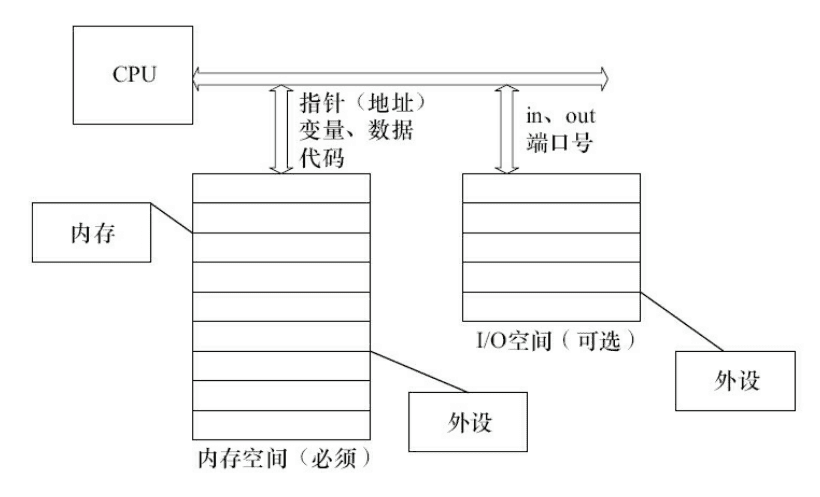 CPU
指针（地址）
变量、数据
代码
in、out
端口号
内存
I/O空间（可选）
外设
外设
内存空间（必须）